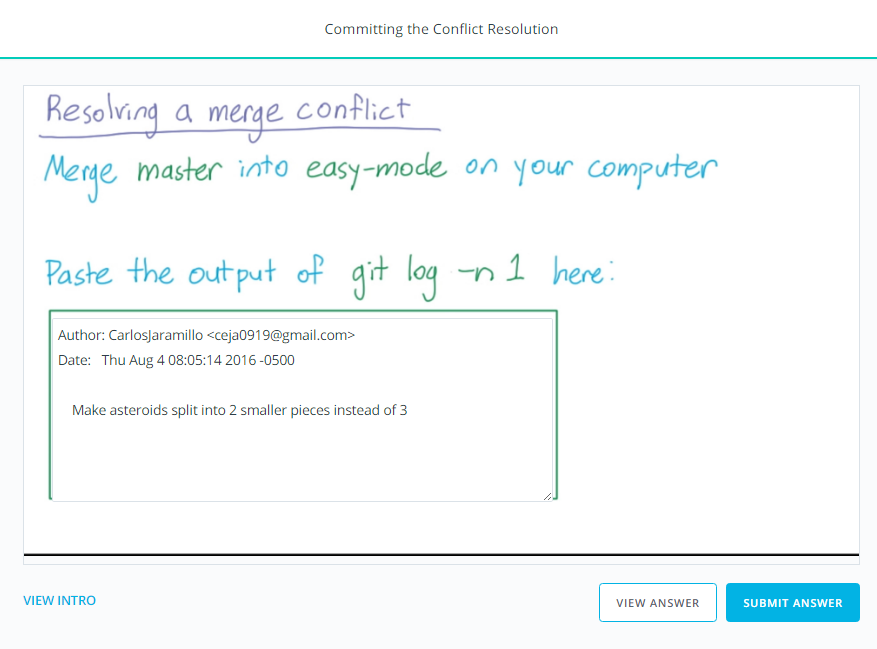 Committing the Conflict Resolution
Resolving a merge conflict
Merge master into easy-mode on your computer
Paste the output of git log -n 1 here:
Author: CarlosJaramillo <ceja0919@gmail.com>
Date: Thu Aug 4 08:05:14 2016 -0500
Make asteroids split into 2 smaller pieces instead of 3
VIEW INTRO
VIEW ANSWER
SUBMIT ANSWER